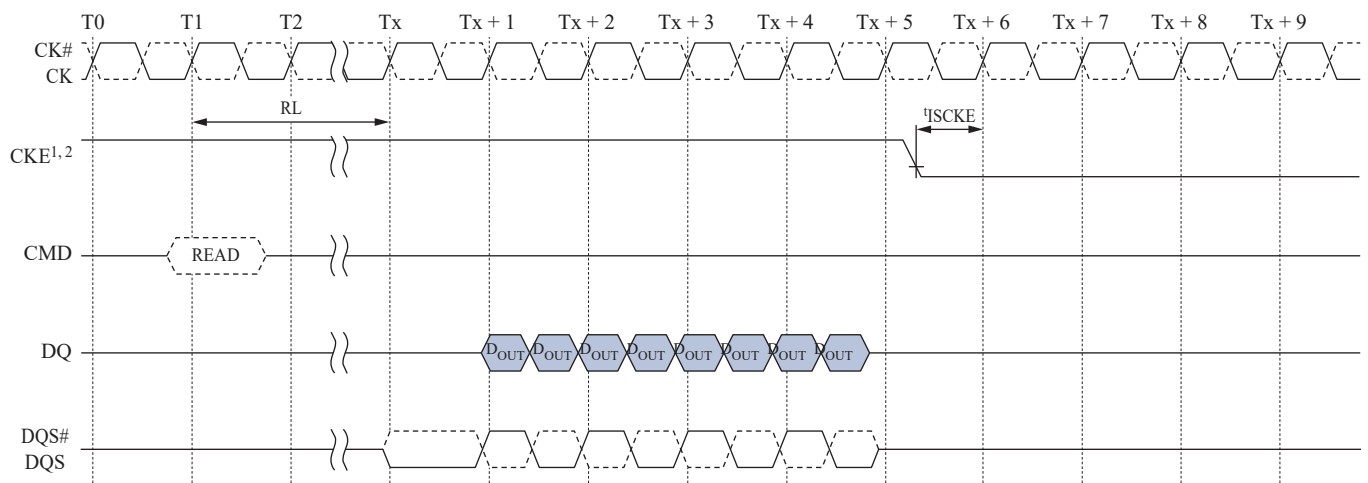 T0 T1 T2 Tx Tx + 1 Tx + 2 Tx + 3 Tx + 4 Tx + 5 Tx + 6 Tx + 7 Tx + 8 Tx + 9
CK#
CK
RL
tISCKE
CKE1, 2
CMD READ
DQ DOUT DOUT DOUT DOUT DOUT DOUT DOUT DOUT
DQS#
DQS